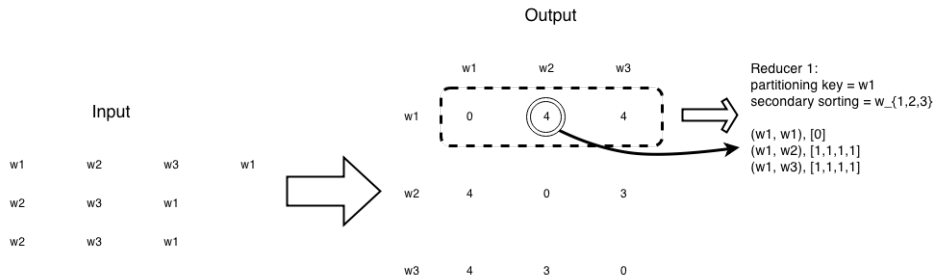 Output
Input
w1 w2 w3 w1
w2 w3 w1
w2 w3 w1
w1 w2 w3
w1 0 4 4
w2 4 0 3
w3 4 3 0
Reducer 1:
partitioning key = w1
secondary sorting = w_{1,2,3}
(w1, w1), [0]
(w1, w2), [1,1,1,1]
(w1, w3), [1,1,1,1]